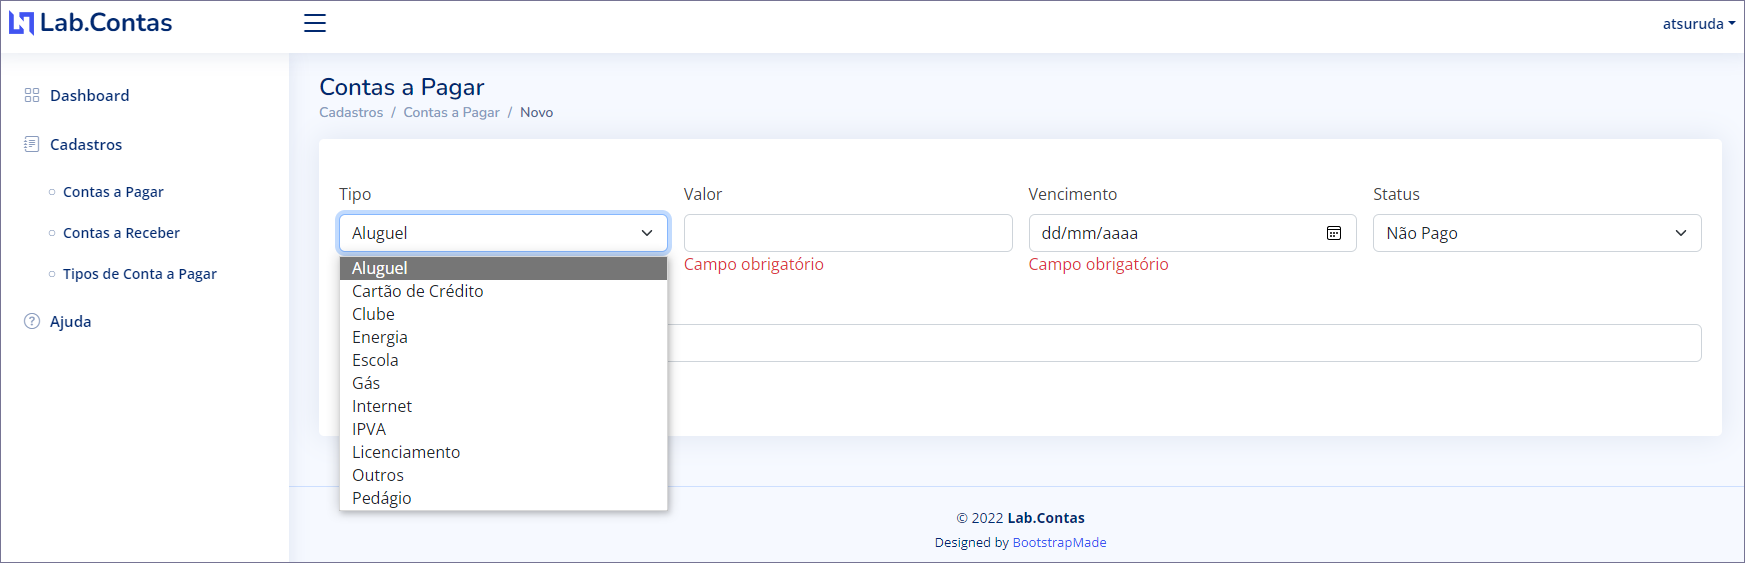 Lab.Contas
atsuruda
Dashboard
Cadastros
Contas a Pagar
Contas a Receber
Tipos de Conta a Pagar
Ajuda
Contas a Pagar
Cadastros / Contas a Pagar / Novo
Tipo Valor Vencimento Status
Aluguel dd/mm/aaaa Não Pago
Campo obrigatório Campo obrigatório
Aluguel
Cartão de Crédito
Clube
Energia
Escola
Gás
Internet
IPVA
Licenciamento
Outros
Pedágio
© 2022 Lab.Contas
Designed by BootstrapMade